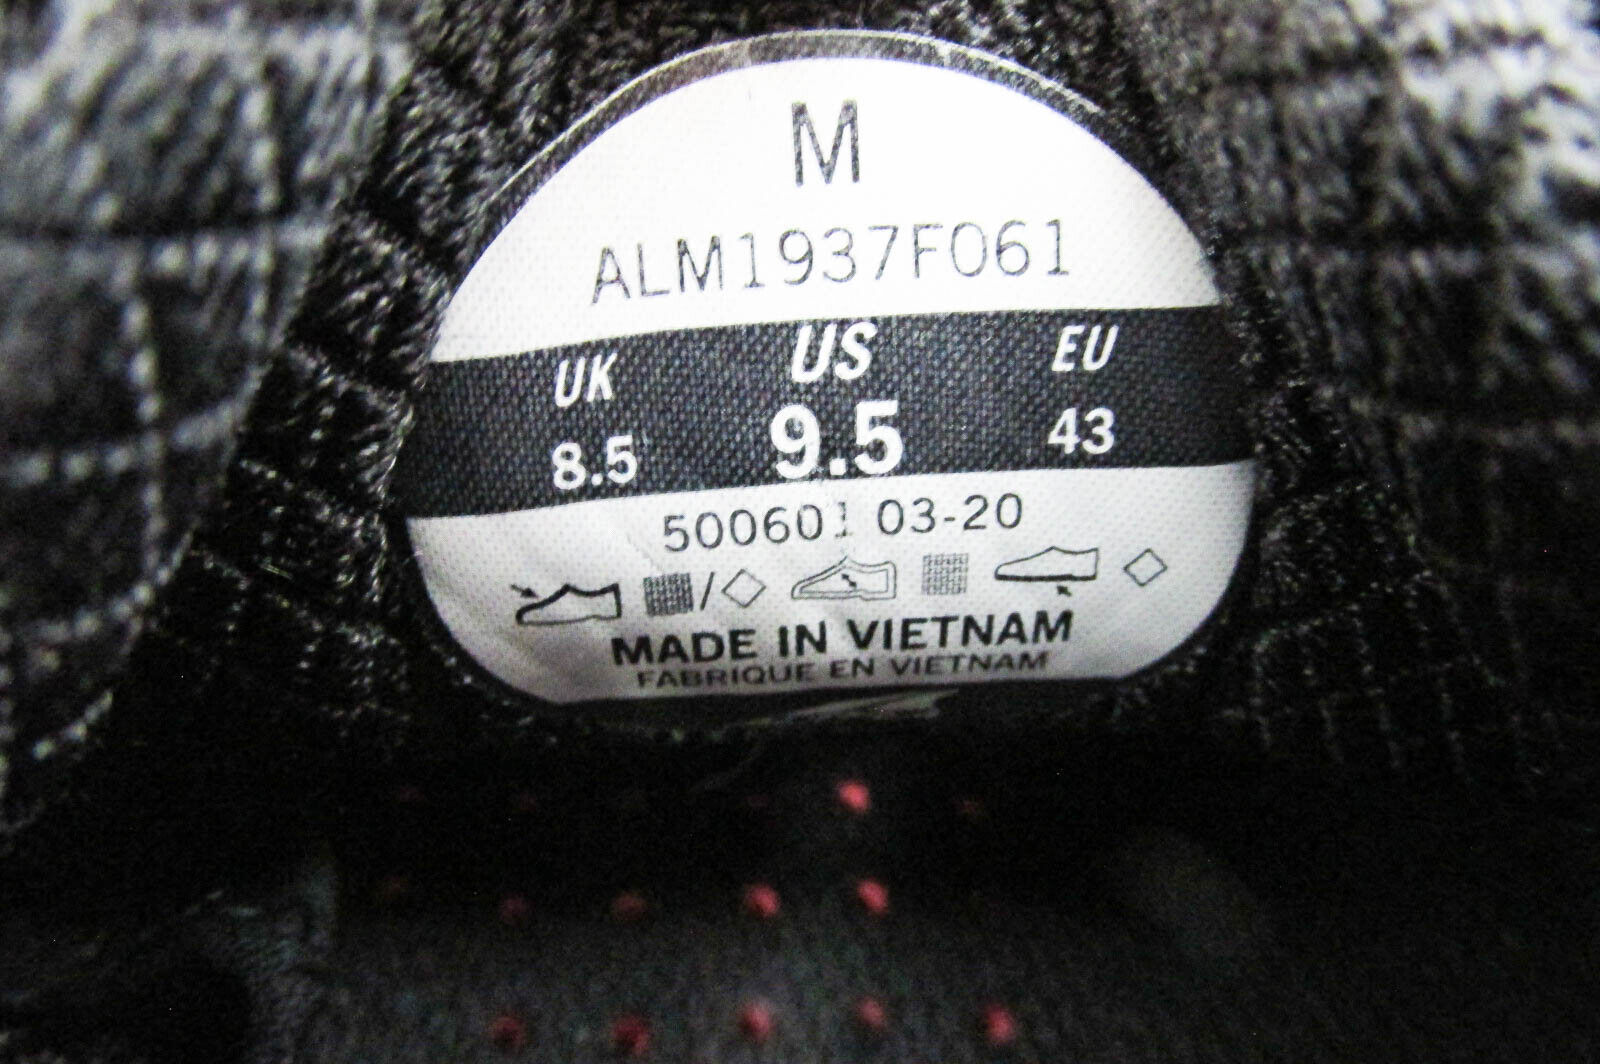 M
ALM1937F061
UK US EU
8.5 9.5 43
500601 03-20
MADE IN VIETNAM
FABRIQUE EN VIETNAM